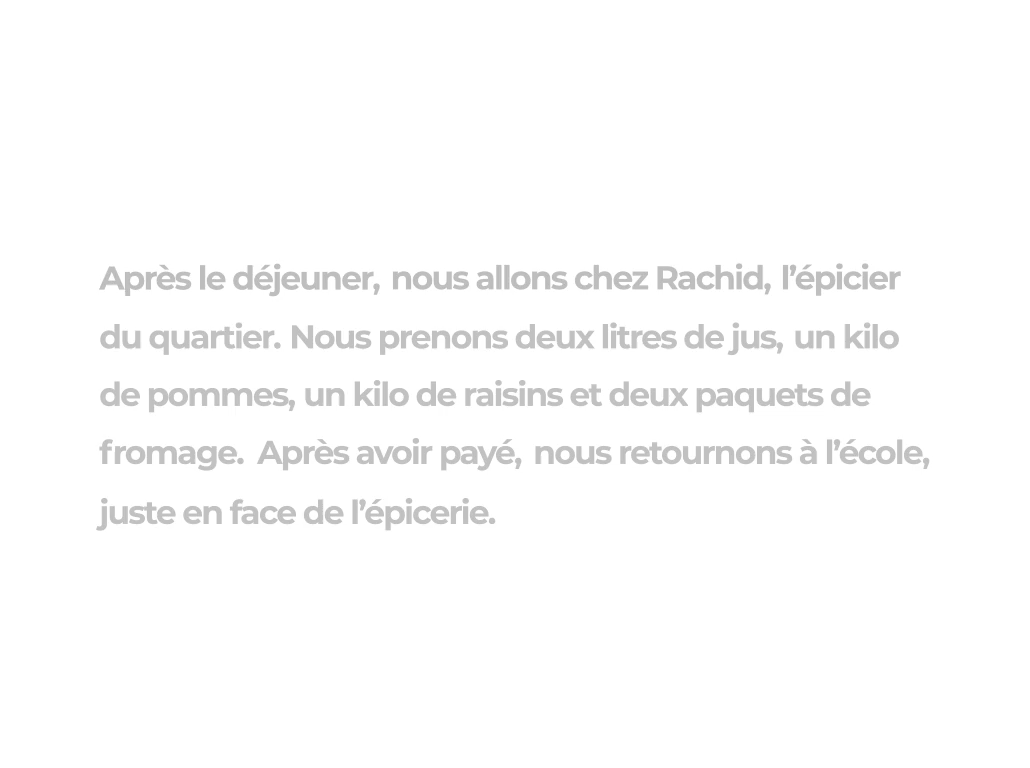 Après le déjeuner, nous allons chez Rachid, l’épicier
du quartier. Nous prenons deux litres de jus, un kilo
de pommes, un kilo de raisins et deux paquets de
fromage. Après avoir payé, nous retournons à l’école,
juste en face de l’épicerie.